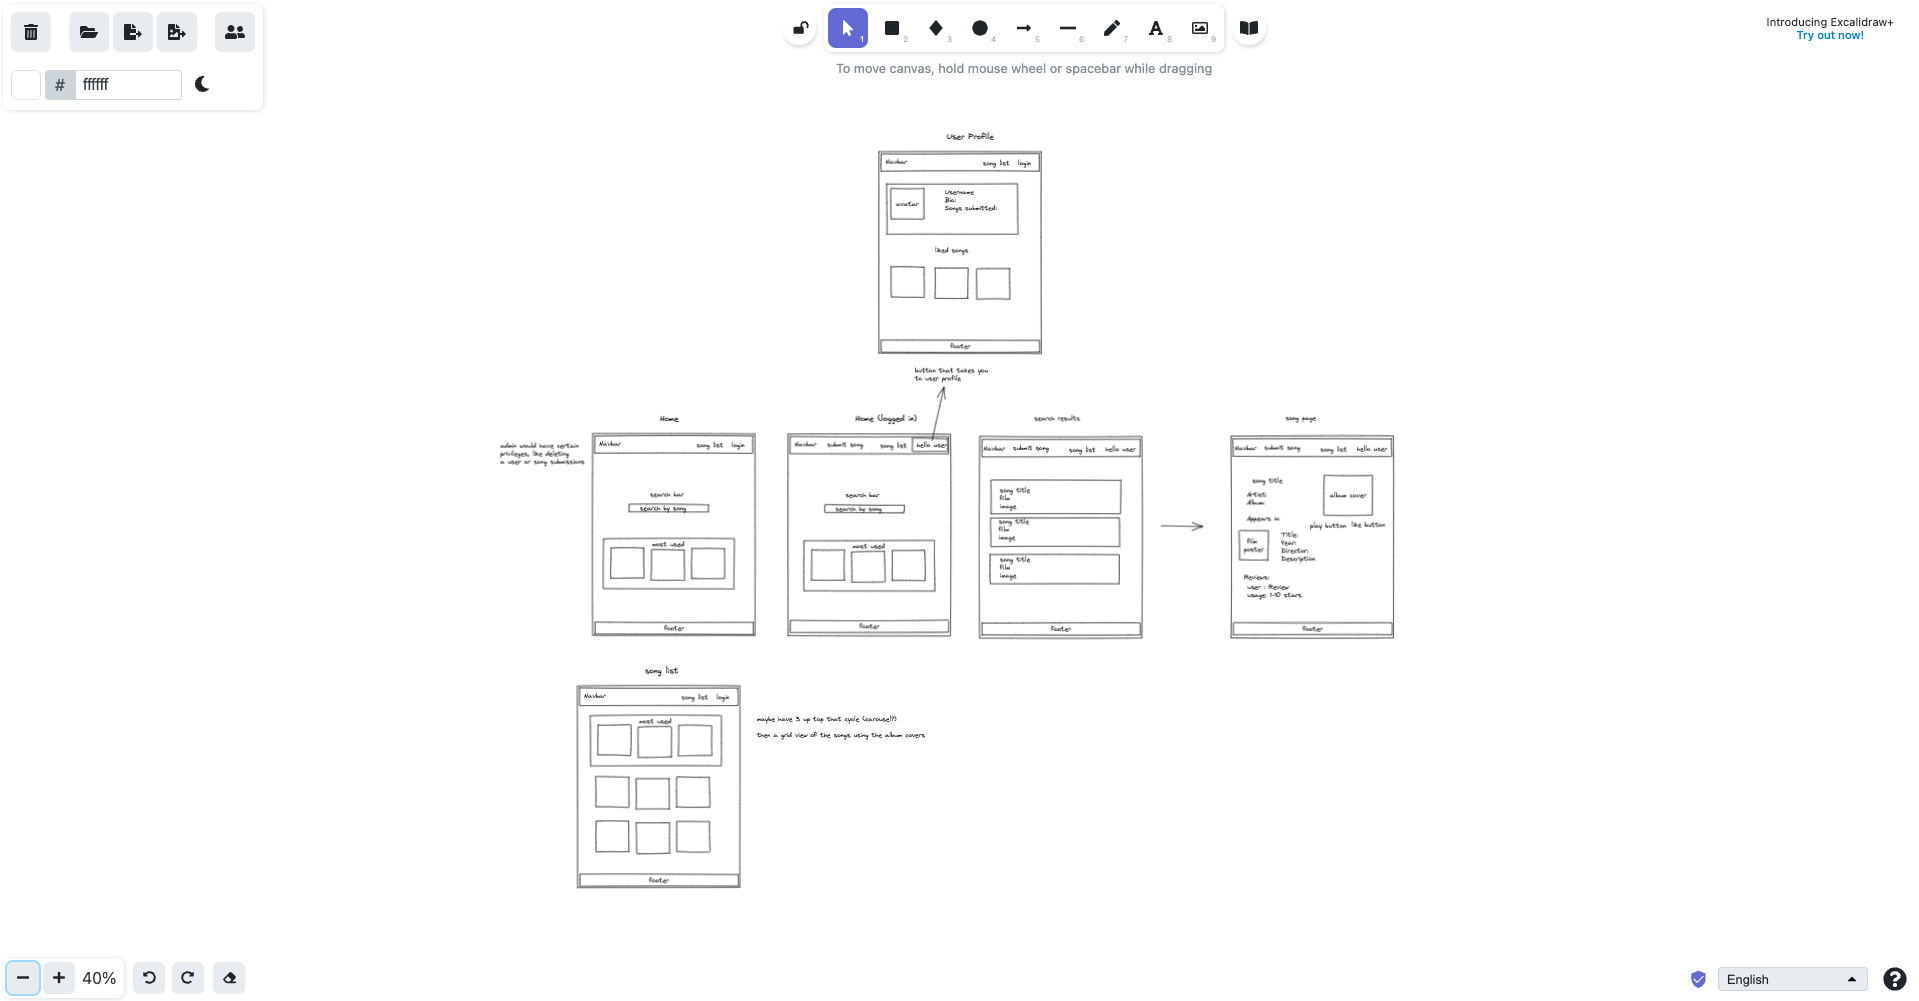 Introducing Excalidraw+
Try out now!
1
2
3
4
5
6
7
A
8
9
To move canvas, hold mouse wheel or spacebar while dragging
# ffffff
User Profile
Navbar song list login
avatar
Username
Bio:
Songs submitted:
liked songs
footer
button that takes you
to user profile
Home
admin would have certain
privileges, like deleting
a user or song submissions
Navbar song list login
search bar
search by song
most used
footer
Home (logged in)
Navbar submit song song list hello user
search bar
search by song
most used
footer
search results
Navbar submit song song list hello user
song title
film
image
song title
film
image
song title
film
image
footer
song page
Navbar submit song song list hello user
song title
Artist:
Album:
album cover
Appears in:
play button like button
film
poster
Title:
Year:
Director:
Description
Reviews:
user : Review
usage: 1-10 stars
footer
song list
Navbar song list login
most used
maybe have 3 up top that cycle (carousel?)
then a grid view of the songs using the album covers
footer
40%
English
?